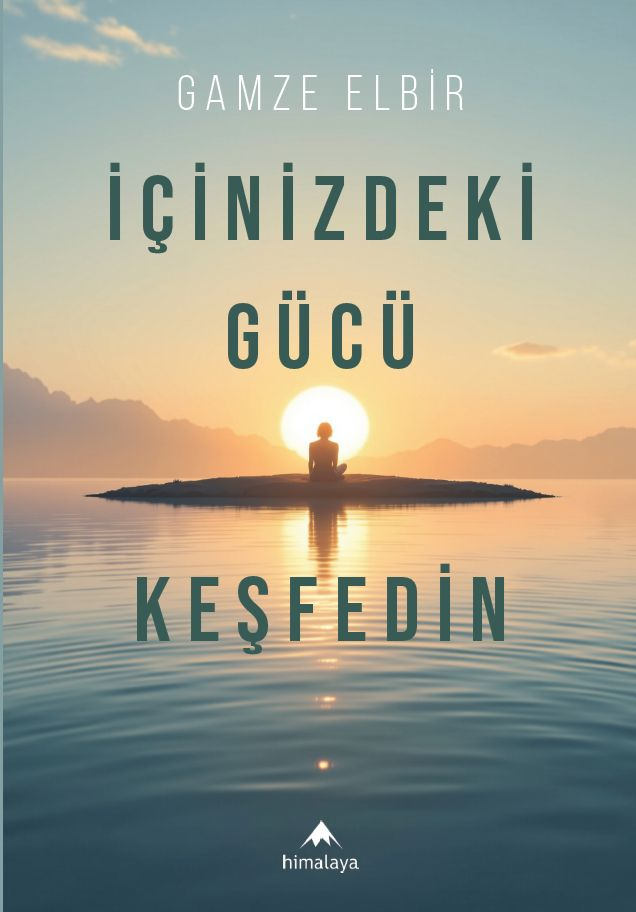 GAMZE ELBİR
İÇİNİZDEKİ
GÜCÜ
KEŞFEDİN
himalaya